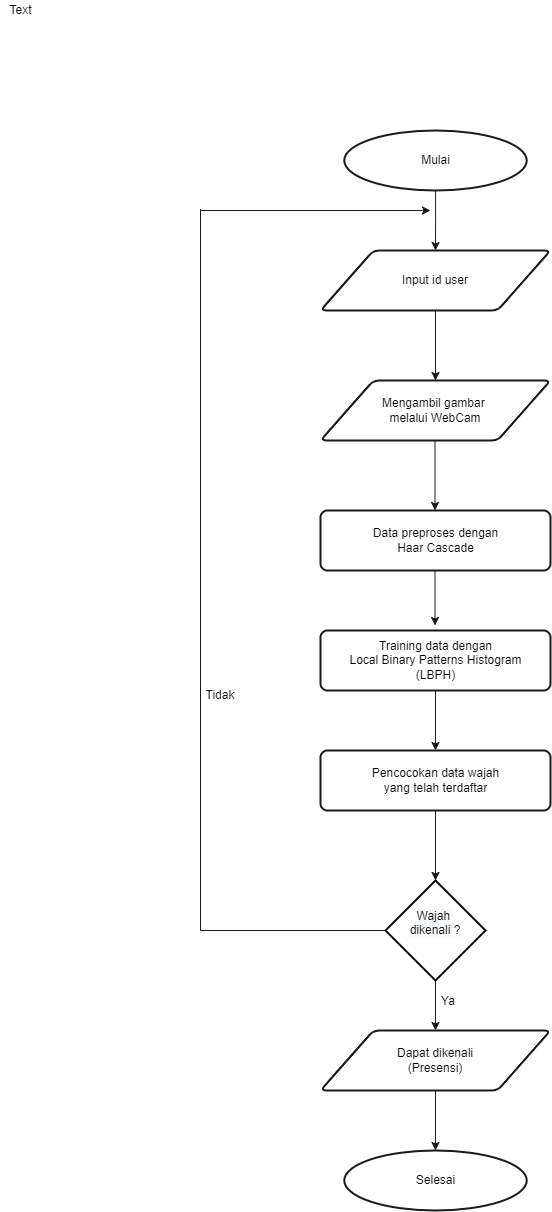 Text
Mulai
Input id user
Mengambil gambar
melalui WebCam
Data preproses dengan
Haar Cascade
Training data dengan
Local Binary Patterns Histogram
(LBPH)
Tidak
Pencocokan data wajah
yang telah terdaftar
Wajah
dikenali ?
Ya
Dapat dikenali
(Presensi)
Selesai